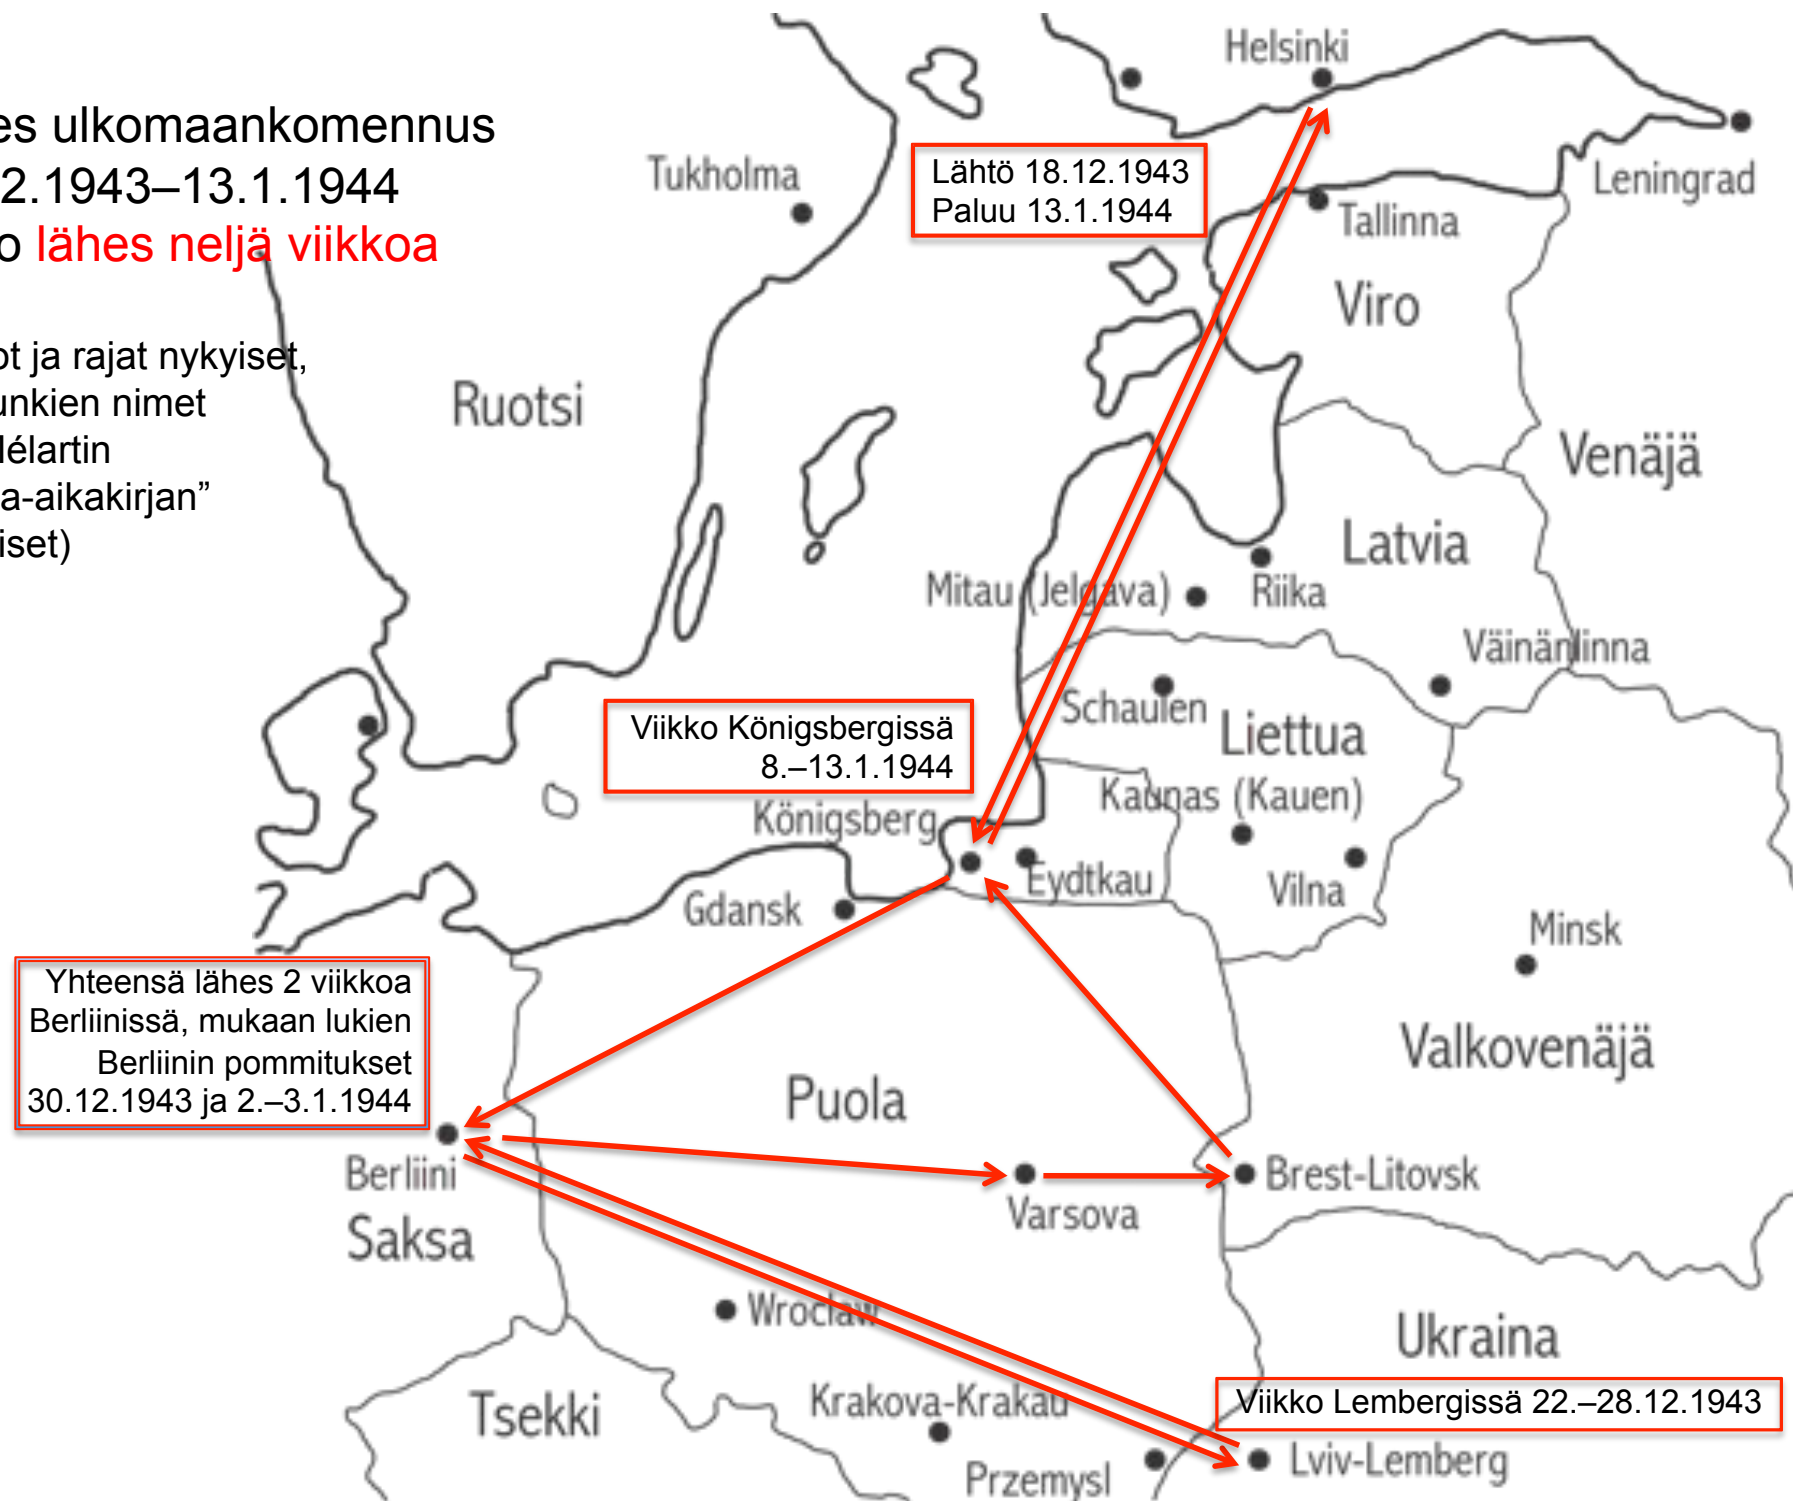 es ulkomaankomennus
2.1943–13.1.1944
o lähes neljä viikkoa
ot ja rajat nykyiset,
unkien nimet
lélartin
a-aikakirjan”
iset)
Helsinki
Leningrad
Tukholma
Lähtö 18.12.1943
Paluu 13.1.1944
Tallinna
Viro
Ruotsi
Venäjä
Latvia
Mitau (Jelgava)
Riika
Väinänlinna
Schaulen
Liettua
Viikko Königsbergissä
8.–13.1.1944
Kaunas (Kauen)
Königsberg
Eydtkau
Vilna
Gdansk
Minsk
Yhteensä lähes 2 viikkoa
Berliinissä, mukaan lukien
Berliinin pommitukset
30.12.1943 ja 2.–3.1.1944
Valkovenäjä
Puola
Berliini
Brest-Litovsk
Varsova
Saksa
Wroclaw
Ukraina
Tsekki
Krakova-Krakau
Viikko Lembergissä 22.–28.12.1943
Lviv-Lemberg
Przemysl